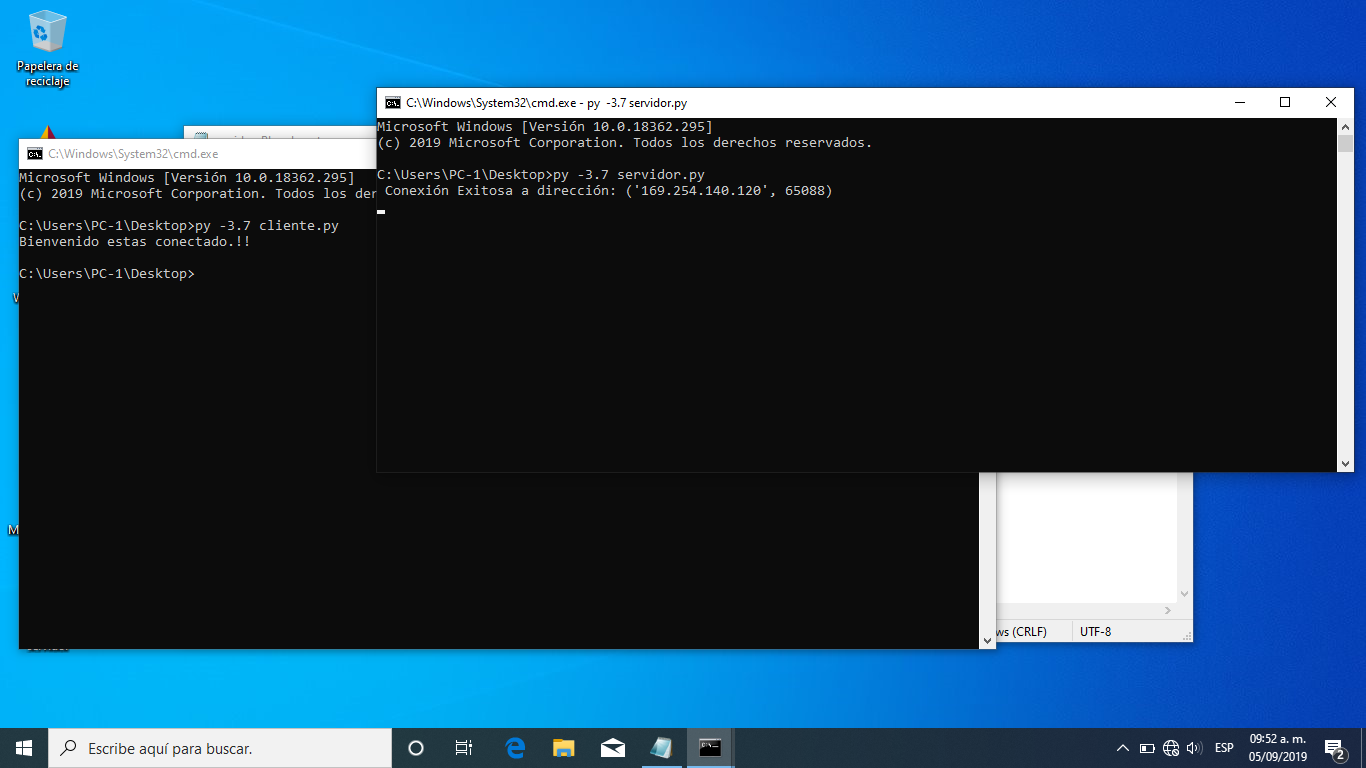 Papelera de
reciclaje
C:\Windows\System32\cmd.exe - py  -3.7 servidor.py
Microsoft Windows [Versión 10.0.18362.295]
(c) 2019 Microsoft Corporation. Todos los derechos reservados.
C:\Users\PC-1\Desktop>py -3.7 servidor.py
Conexión Exitosa a dirección: ('169.254.140.120', 65088)
C:\Windows\System32\cmd.exe
Microsoft Windows [Versión 10.0.18362.295]
(c) 2019 Microsoft Corporation. Todos los der
C:\Users\PC-1\Desktop>py -3.7 cliente.py
Bienvenido estas conectado.!!
C:\Users\PC-1\Desktop>
ws (CRLF)
UTF-8
Escribe aquí para buscar.
ESP
09:52 a. m.
05/09/2019
2